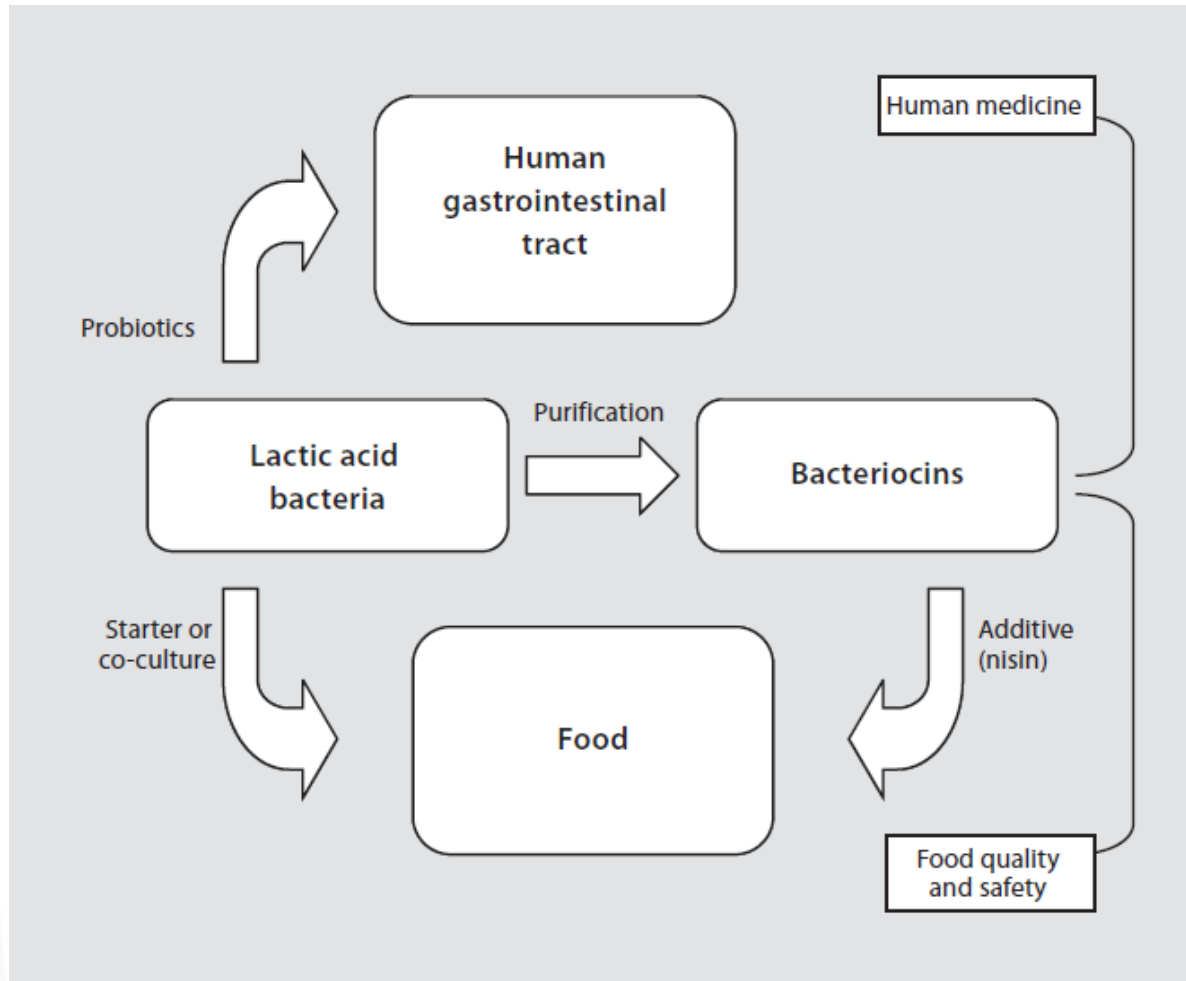 Human medicine
Human
gastrointestinal
tract
Probiotics
Purification
Lactic acid
bacteria
Bacteriocins
Starter or
co-culture
Additive
(nisin)
Food
Food quality
and safety